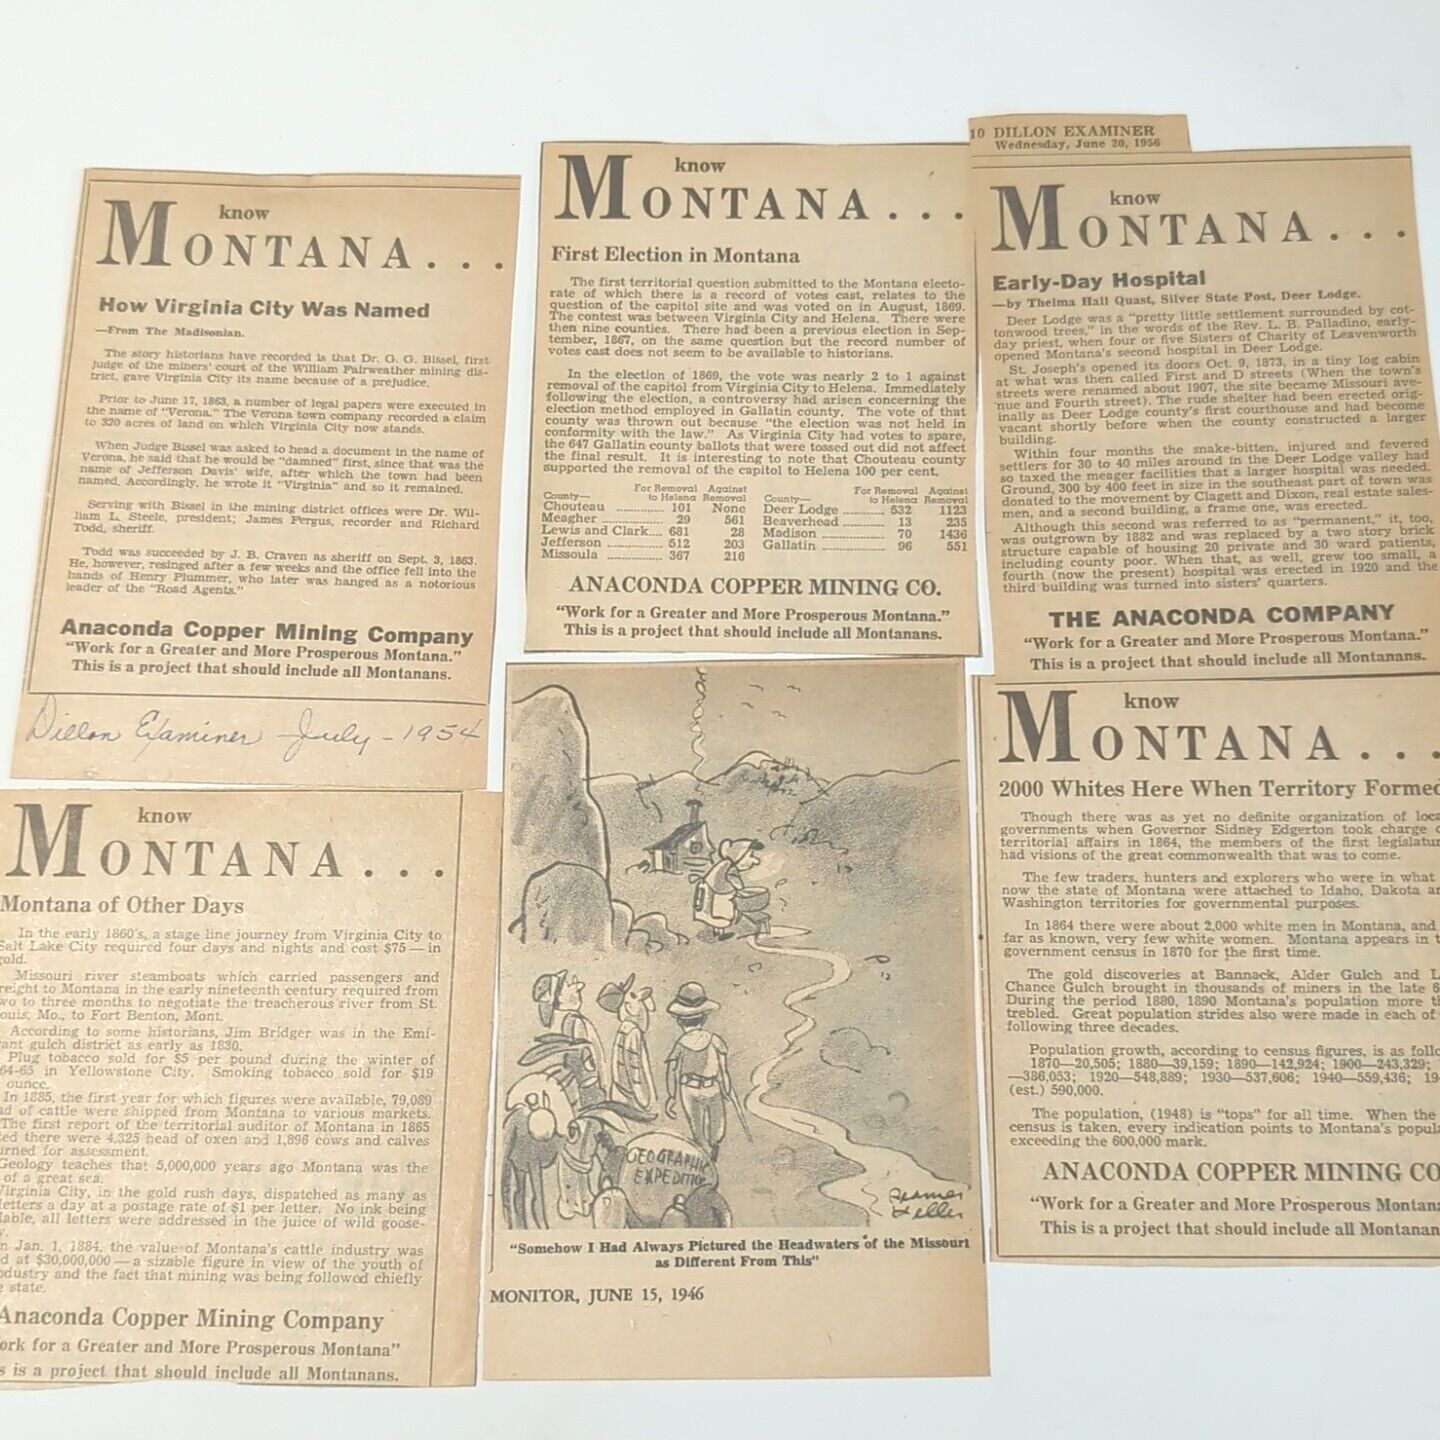 know
MONTANA...
How Virginia City Was Named
—From The Madisonian.
The story historians have recorded is that Dr. G. G. Bissel, first
judge of the miners' court of the William Fairweather mining dis-
trict, gave Virginia City its name because of a prejudice.
Prior to June 17, 1863, a number of legal papers were executed in
the name of "Verona." The Verona town company recorded a claim
to 320 acres of land on which Virginia City now stands.
When Judge Bissel was asked to head a document in the name of
Verona, he said that he would be "damned" first, since that was the
name of Jefferson Davis' wife, after which the town had been
named. Accordingly, he wrote it "Virginia" and so it remained.
Serving with Bissel in the mining district offices were Dr. Wil-
liam L. Steele, president; James Fergus, recorder and Richard
Todd, sheriff.
Todd was succeeded by J. B. Craven as sheriff on Sept. 3, 1863.
He, however, resinged after a few weeks and the office fell into the
hands of Henry Plummer, who later was hanged as a notorious
leader of the "Road Agents."
Anaconda Copper Mining Company
"Work for a Greater and More Prosperous Montana."
This is a project that should include all Montanans.
Dillon Examiner - July - 1954
know
MONTANA...
First Election in Montana
The first territorial question submitted to the Montana electo-
rate of which there is a record of votes cast, relates to the
question of the capitol site and was voted on in August, 1869.
The contest was between Virginia City and Helena. There were
then nine counties. There had been a previous election in Sep-
tember, 1867, on the same question but the record number of
votes cast does not seem to be available to historians.
In the election of 1869, the vote was nearly 2 to 1 against
removal of the capitol from Virginia City to Helena. Immediately
following the election, a controversy had arisen concerning the
election method employed in Gallatin county. The vote of that
county was thrown out because "the election was not held in
conformity with the law." As Virginia City had votes to spare,
the 647 Gallatin county ballots that were tossed out did not affect
the final result. It is interesting to note that Chouteau county
supported the removal of the capitol to Helena 100 per cent.
For Removal Against For Removal Against
County— to Helena Removal County— to Helena Removal
Chouteau 101 None Deer Lodge 532 1123
Meagher 29 561 Beaverhead 13 235
Lewis and Clark 681 28 Madison 70 1436
Jefferson 512 203 Gallatin 96 551
Missoula 367 216
ANACONDA COPPER MINING CO.
"Work for a Greater and More Prosperous Montana."
This is a project that should include all Montanans.
10 DILLON EXAMINER
Wednesday, June 20, 1956
know
MONTANA...
Early-Day Hospital
—by Thelma Hall Quast, Silver State Post, Deer Lodge.
Deer Lodge was a "pretty little settlement surrounded by cot-
tonwood trees," in the words of the Rev. L. B. Palladino, early-
day priest, when four or five Sisters of Charity of Leavenworth
opened Montana's second hospital in Deer Lodge.
St. Joseph's opened its doors Oct. 9, 1873, in a tiny log cabin
at what was then called First and D streets (When the town's
streets were renamed about 1907, the site became Missouri ave-
nue and Fourth street). The rude shelter had been erected orig-
inally as Deer Lodge county's first courthouse and had become
vacant shortly before when the county constructed a larger
building.
Within four months the snake-bitten, injured and fevered
settlers for 30 to 40 miles around in the Deer Lodge valley had
so taxed the meager facilities that a larger hospital was needed.
Ground, 300 by 400 feet in size in the southeast part of town was
donated to the movement by Clagett and Dixon, real estate sales-
men, and a second building, a frame one, was erected.
Although this second was referred to as "permanent," it, too,
was outgrown by 1882 and was replaced by a two story brick
structure capable of housing 20 private and 30 ward patients,
including county poor. When that, as well, grew too small, a
fourth (now the present) hospital was erected in 1920 and the
third building was turned into sisters' quarters.
THE ANACONDA COMPANY
"Work for a Greater and More Prosperous Montana."
This is a project that should include all Montanans.
know
MONTANA...
Montana of Other Days
In the early 1860's, a stage line journey from Virginia City to
Salt Lake City required four days and nights and cost $75 — in
gold.
Missouri river steamboats which carried passengers and
reight to Montana in the early nineteenth century required from
wo to three months to negotiate the treacherous river from St.
ouis, Mo., to Fort Benton, Mont.
According to some historians, Jim Bridger was in the Emi-
rant gulch district as early as 1830.
Plug tobacco sold for $5 per pound during the winter of
64-65 in Yellowstone City. Smoking tobacco sold for $19
ounce.
In 1885, the first year for which figures were available, 79,089
ad of cattle were shipped from Montana to various markets.
The first report of the territorial auditor of Montana in 1865
ted there were 4,325 head of oxen and 1,896 cows and calves
urned for assessment.
Geology teaches that 5,000,000 years ago Montana was the
of a great sea.
Virginia City, in the gold rush days, dispatched as many as
letters a day at a postage rate of $1 per letter. No ink being
lable, all letters were addressed in the juice of wild goose-
y.
n Jan. 1, 1884, the value of Montana's cattle industry was
d at $30,000,000 — a sizable figure in view of the youth of
dustry and the fact that mining was being followed chiefly
e state.
Anaconda Copper Mining Company
ork for a Greater and More Prosperous Montana"
s is a project that should include all Montanans.
GEOGRAPHIC
EXPEDITION
"Somehow I Had Always Pictured the Headwaters of the Missouri
as Different From This"
MONITOR, JUNE 15, 1946
know
MONTANA...
2000 Whites Here When Territory Formed
Though there was as yet no definite organization of loca
governments when Governor Sidney Edgerton took charge o
territorial affairs in 1864, the members of the first legislatur
had visions of the great commonwealth that was to come.
The few traders, hunters and explorers who were in what
now the state of Montana were attached to Idaho, Dakota an
Washington territories for governmental purposes.
In 1864 there were about 2,000 white men in Montana, and
far as known, very few white women. Montana appears in t
government census in 1870 for the first time.
The gold discoveries at Bannack, Alder Gulch and L
Chance Gulch brought in thousands of miners in the late 6
During the period 1880, 1890 Montana's population more th
trebled. Great population strides also were made in each of
following three decades.
Population growth, according to census figures, is as follo
1870—20,505; 1880—39,159; 1890—142,924; 1900—243,329;
—386,053; 1920—548,889; 1930—537,606; 1940—559,436; 19
(est.) 590,000.
The population, (1948) is "tops" for all time. When the
census is taken, every indication points to Montana's popula
exceeding the 600,000 mark.
ANACONDA COPPER MINING CO
"Work for a Greater and More Prosperous Montana
This is a project that should include all Montanan